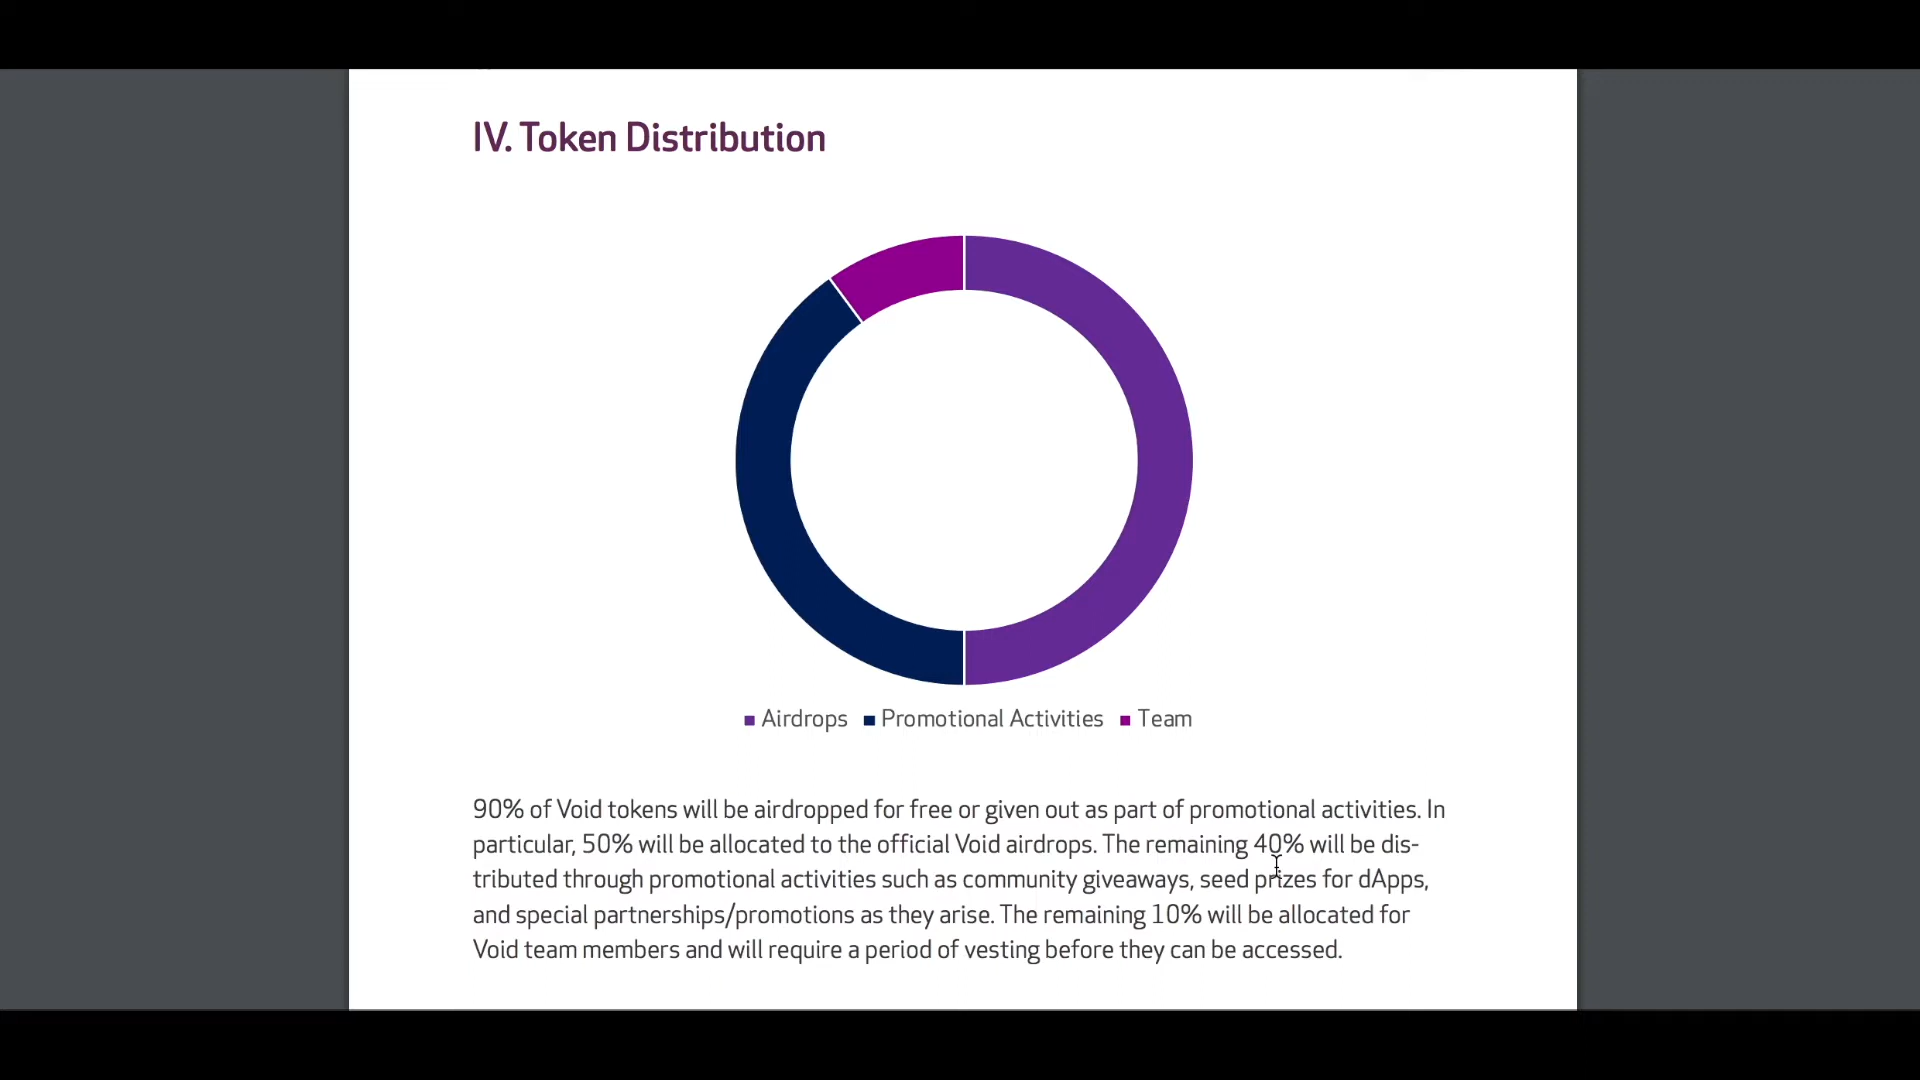 IV. Token Distribution
Airdrops Promotional Activities Team
90% of Void tokens will be airdropped for free or given out as part of promotional activities. In
particular, 50% will be allocated to the official Void airdrops. The remaining 40% will be dis-
tributed through promotional activities such as community giveaways, seed prizes for dApps,
and special partnerships/promotions as they arise. The remaining 10% will be allocated for
Void team members and will require a period of vesting before they can be accessed.